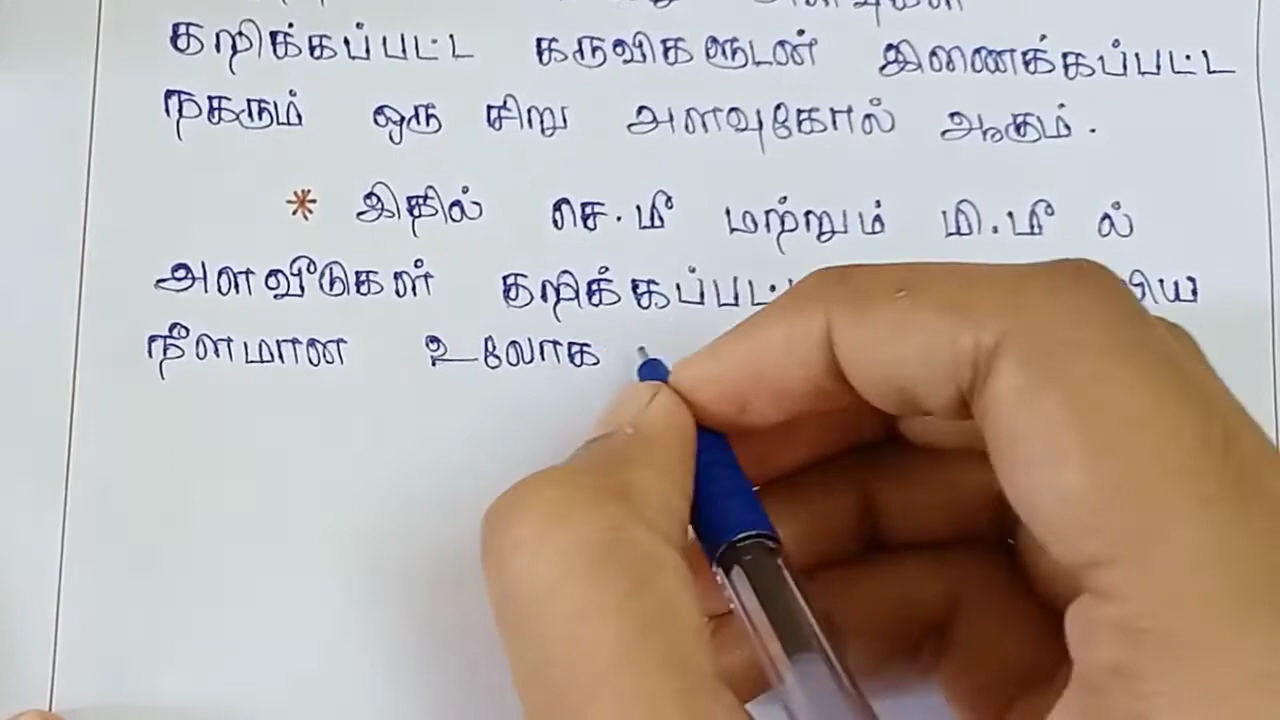 குறிக்கப்பட்ட கருவிகளுடன் இணைக்கப்பட்ட
நகரும் ஒரு சிறு அளவுகோல் ஆகும்.
* இதில் செ.மீ மற்றும் மி.மீ ல்
அளவீடுகள் குறிக்கப்பட்
நீளமான உலோக